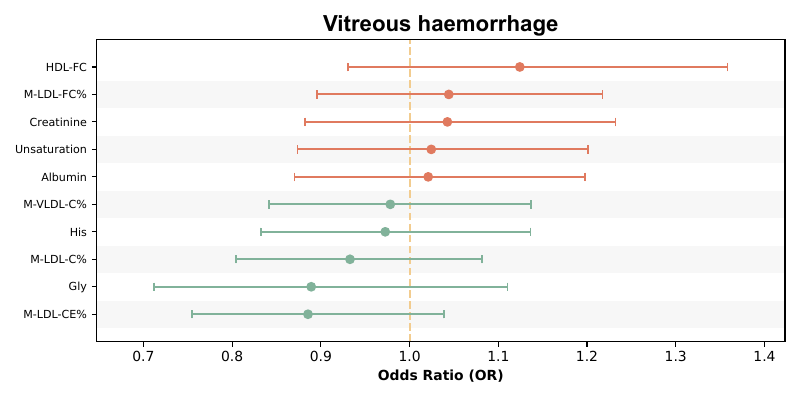 Vitreous haemorrhage
HDL-FC
M-LDL-FC%
Creatinine
Unsaturation
Albumin
M-VLDL-C%
His
M-LDL-C%
Gly
M-LDL-CE%
0.7 0.8 0.9 1.0 1.1 1.2 1.3 1.4
Odds Ratio (OR)